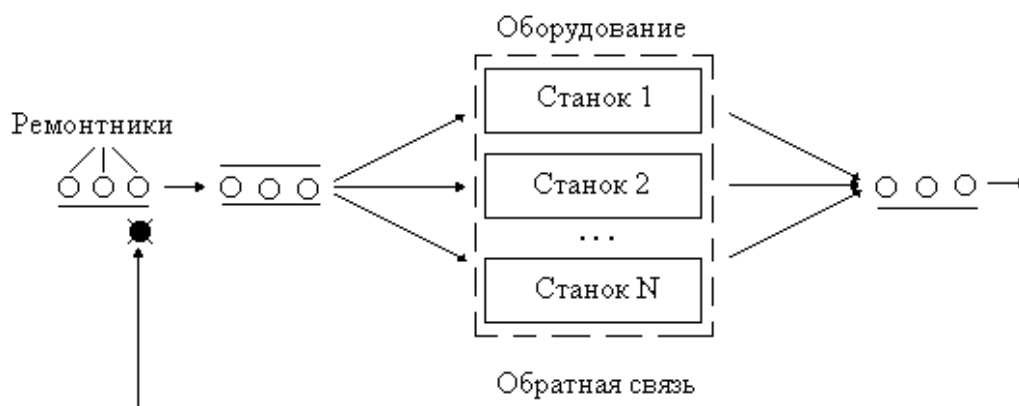 Оборудование
Станок 1
Ремонтники
Станок 2
...
Станок N
Обратная связь